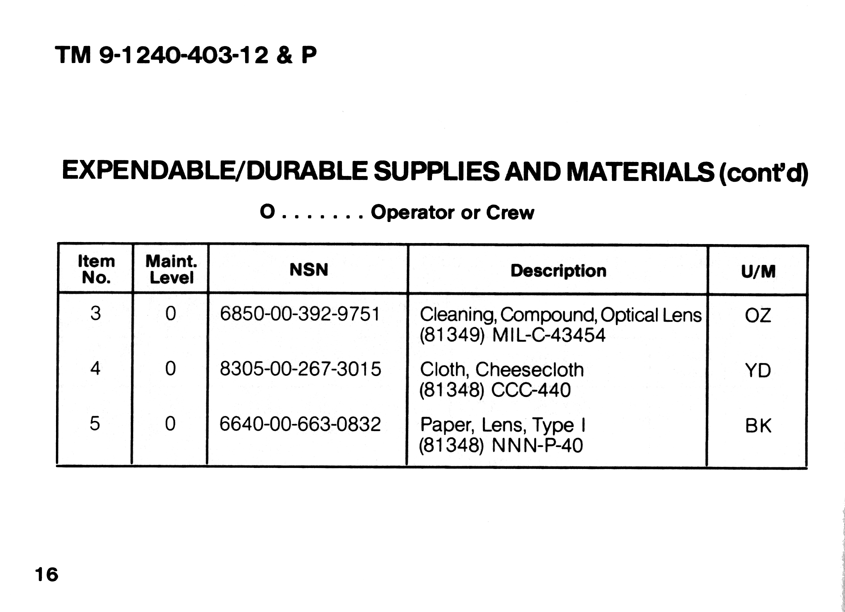 TM 9-1240-403-12 & P
EXPENDABLE/DURABLE SUPPLIES AND MATERIALS (cont'd)
O . . . . . . . Operator or Crew
Item No. Maint. Level NSN Description U/M
3 0 6850-00-392-9751 Cleaning, Compound, Optical Lens OZ
(81349) MIL-C-43454
4 0 8305-00-267-3015 Cloth, Cheesecloth YD
(81348) CCC-440
5 0 6640-00-663-0832 Paper, Lens, Type I BK
(81348) NNN-P-40
16